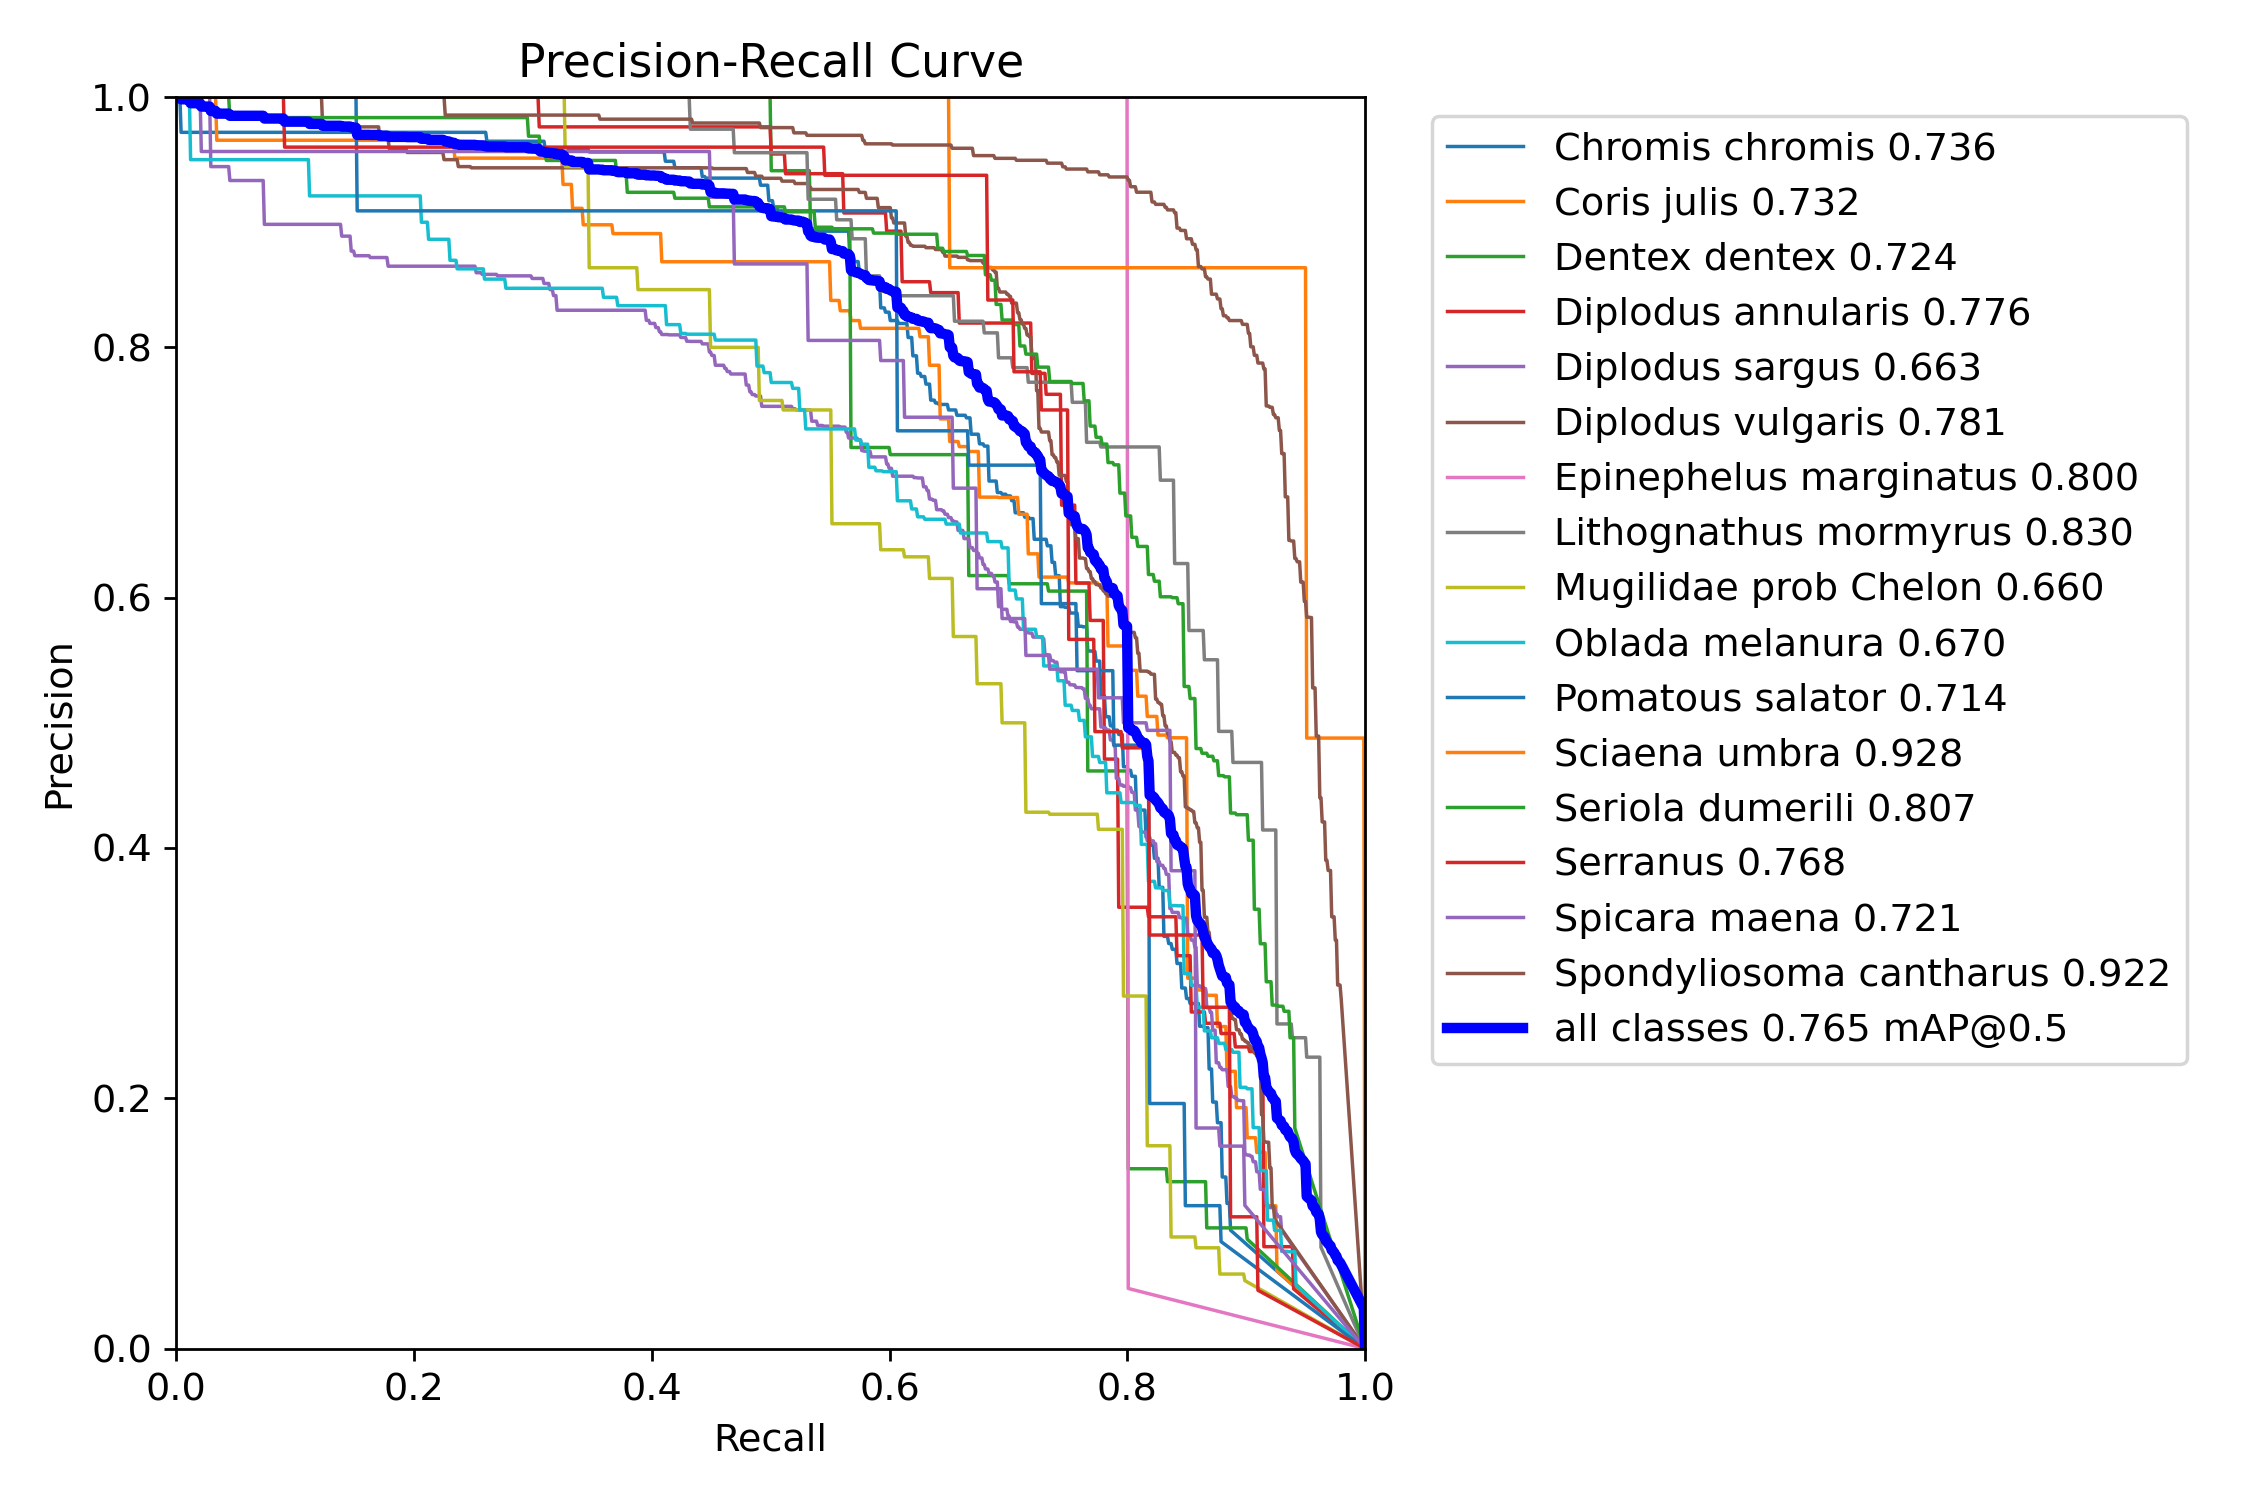 Precision-Recall Curve
1.0
0.8
0.6
0.4
0.2
0.0
Precision
0.0 0.2 0.4 0.6 0.8 1.0
Recall
Chromis chromis 0.736
Coris julis 0.732
Dentex dentex 0.724
Diplodus annularis 0.776
Diplodus sargus 0.663
Diplodus vulgaris 0.781
Epinephelus marginatus 0.800
Lithognathus mormyrus 0.830
Mugilidae prob Chelon 0.660
Oblada melanura 0.670
Pomatous salator 0.714
Sciaena umbra 0.928
Seriola dumerili 0.807
Serranus 0.768
Spicara maena 0.721
Spondyliosoma cantharus 0.922
all classes 0.765 mAP@0.5